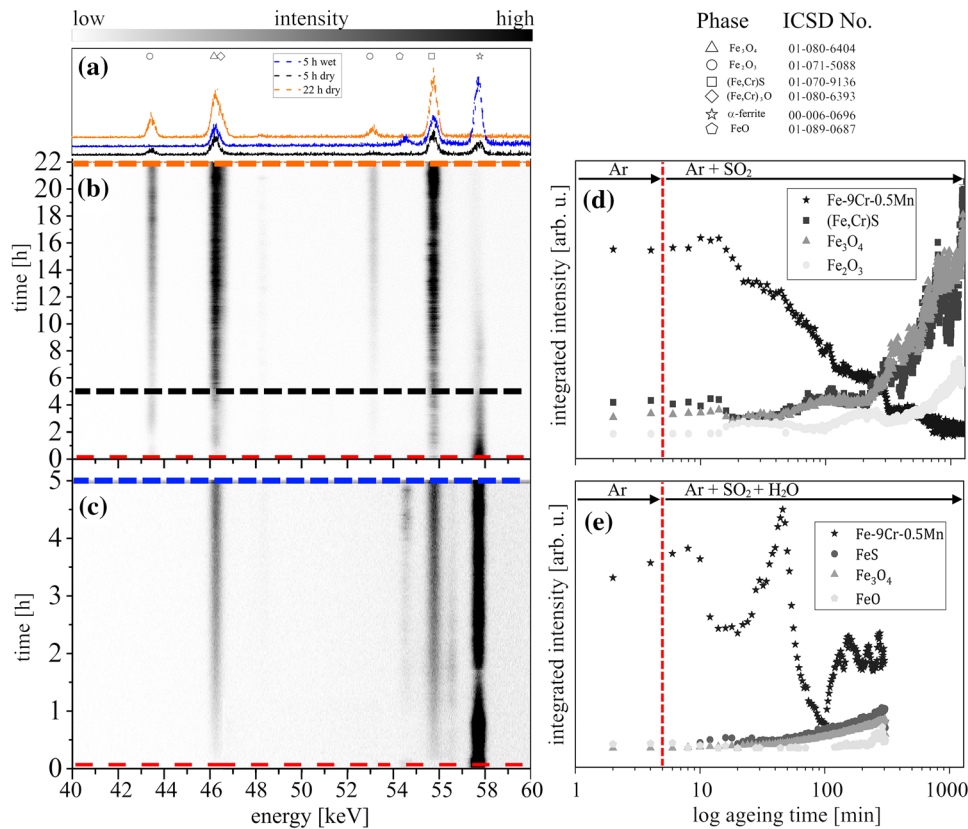 low intensity high
(a)
5 h wet
5 h dry
22 h dry
22
20
18
16
14
12
10
8
6
4
2
0
time [h]
(b)
5
4
3
2
1
0
time [h]
(c)
40 42 44 46 48 50 52 54 55 57 58 60
energy [keV]
Phase ICSD No.
Fe₃O₄ 01-080-6404
Fe₂O₃ 01-071-5088
(Fe,Cr)S 01-070-9136
(Fe,Cr)₃O 01-080-6393
α-ferrite 00-006-0696
FeO 01-089-0687
Ar Ar + SO₂
(d)
Fe-9Cr-0.5Mn
(Fe,Cr)S
Fe₃O₄
Fe₂O₃
integrated intensity [arb. u.]
Ar Ar + SO₂ + H₂O
(e)
Fe-9Cr-0.5Mn
FeS
Fe₃O₄
FeO
integrated intensity [arb. u.]
1 10 100 1000
log ageing time [min]